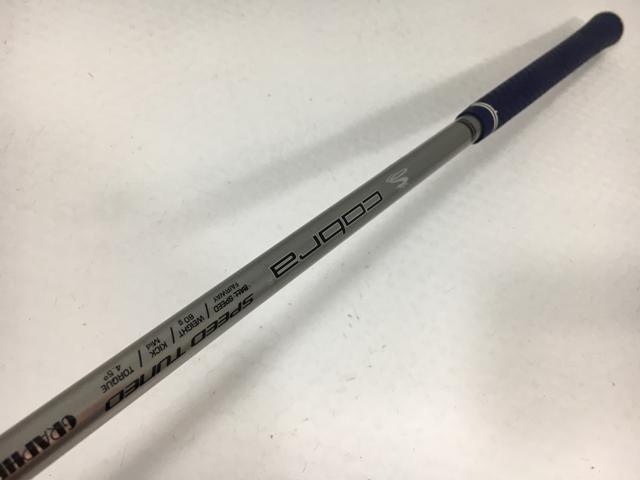 cobra
SPEED TUNED
BALL SPEED / WEIGHT / KICK / TORQUE
FAIRWAY 60 g Mid 4.5°